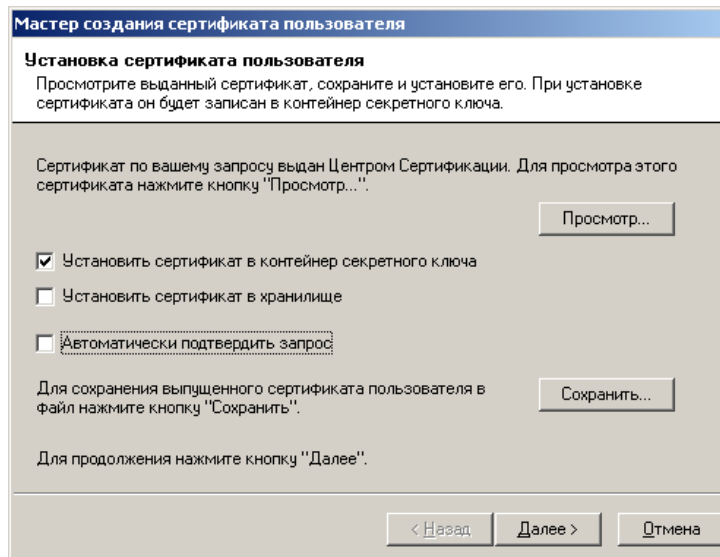 Мастер создания сертификата пользователя
Установка сертификата пользователя
Просмотрите выданный сертификат, сохраните и установите его. При установке
сертификата он будет записан в контейнер секретного ключа.
Сертификат по вашему запросу выдан Центром Сертификации. Для просмотра этого
сертификата нажмите кнопку "Просмотр...".
Просмотр...
Установить сертификат в контейнер секретного ключа
Установить сертификат в хранилище
Автоматически подтвердить запрос
Для сохранения выпущенного сертификата пользователя в
файл нажмите кнопку "Сохранить".
Сохранить...
Для продолжения нажмите кнопку "Далее".
< Назад
Далее >
Отмена